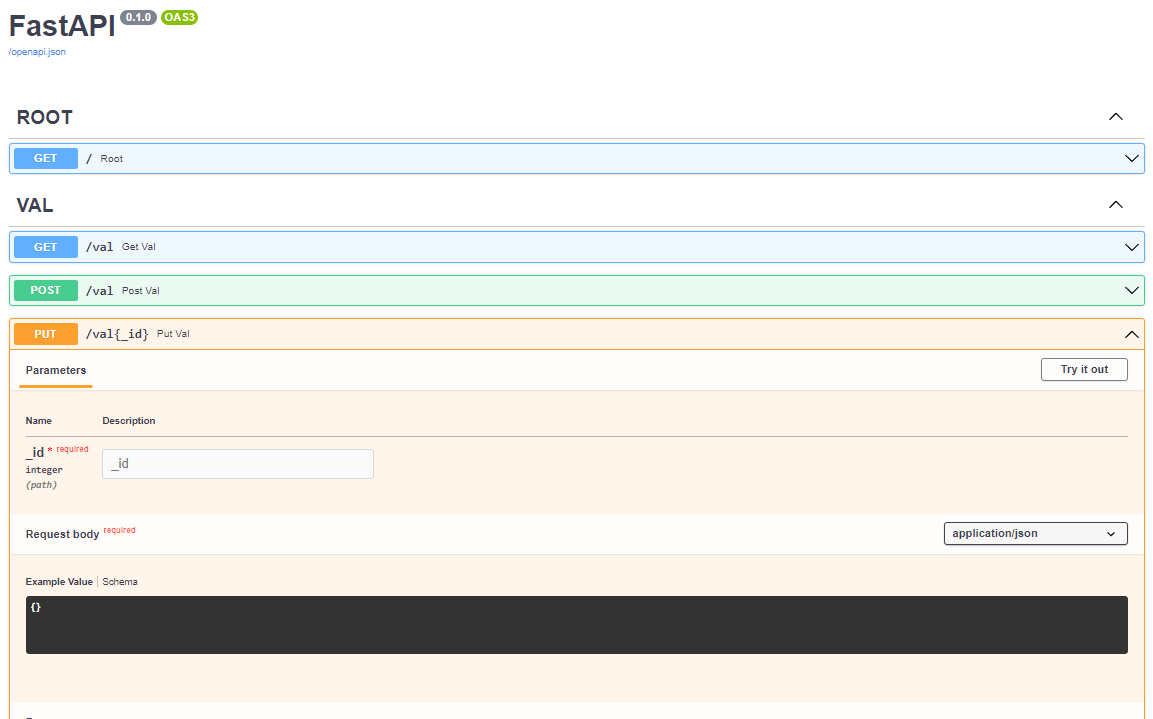 FastAPI 0.1.0 OAS3
/openapi.json
ROOT
GET / Root
VAL
GET /val Get Val
POST /val Post Val
PUT /val{_id} Put Val
Parameters Try it out
Name Description
_id * required _id
integer
(path)
Request body required application/json
Example Value Schema
{}